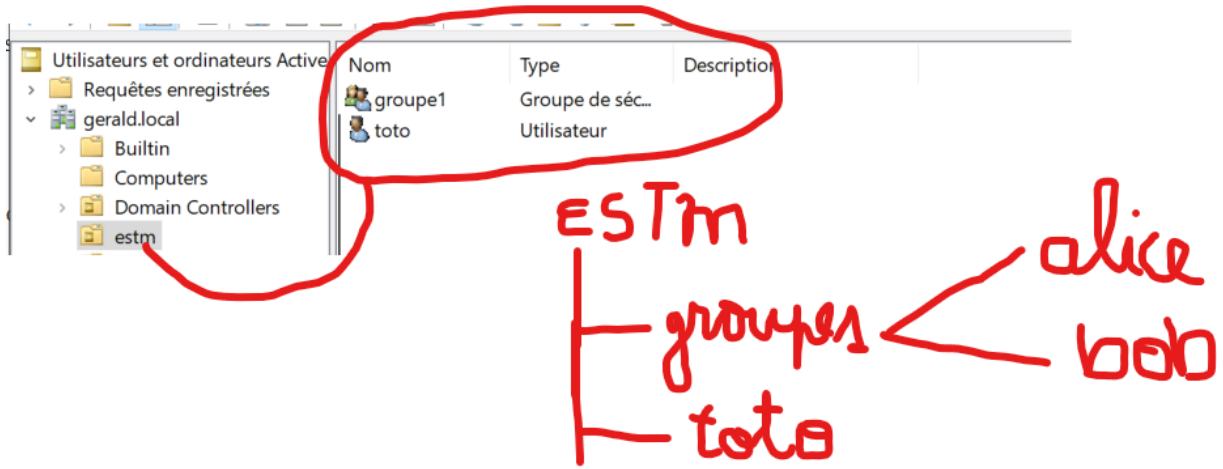 Utilisateurs et ordinateurs Active
Requêtes enregistrées
gerald.local
Builtin
Computers
Domain Controllers
estm
Nom Type Description
groupe1 Groupe de séc...
toto Utilisateur
ESTm
groupes
alice
bob
toto